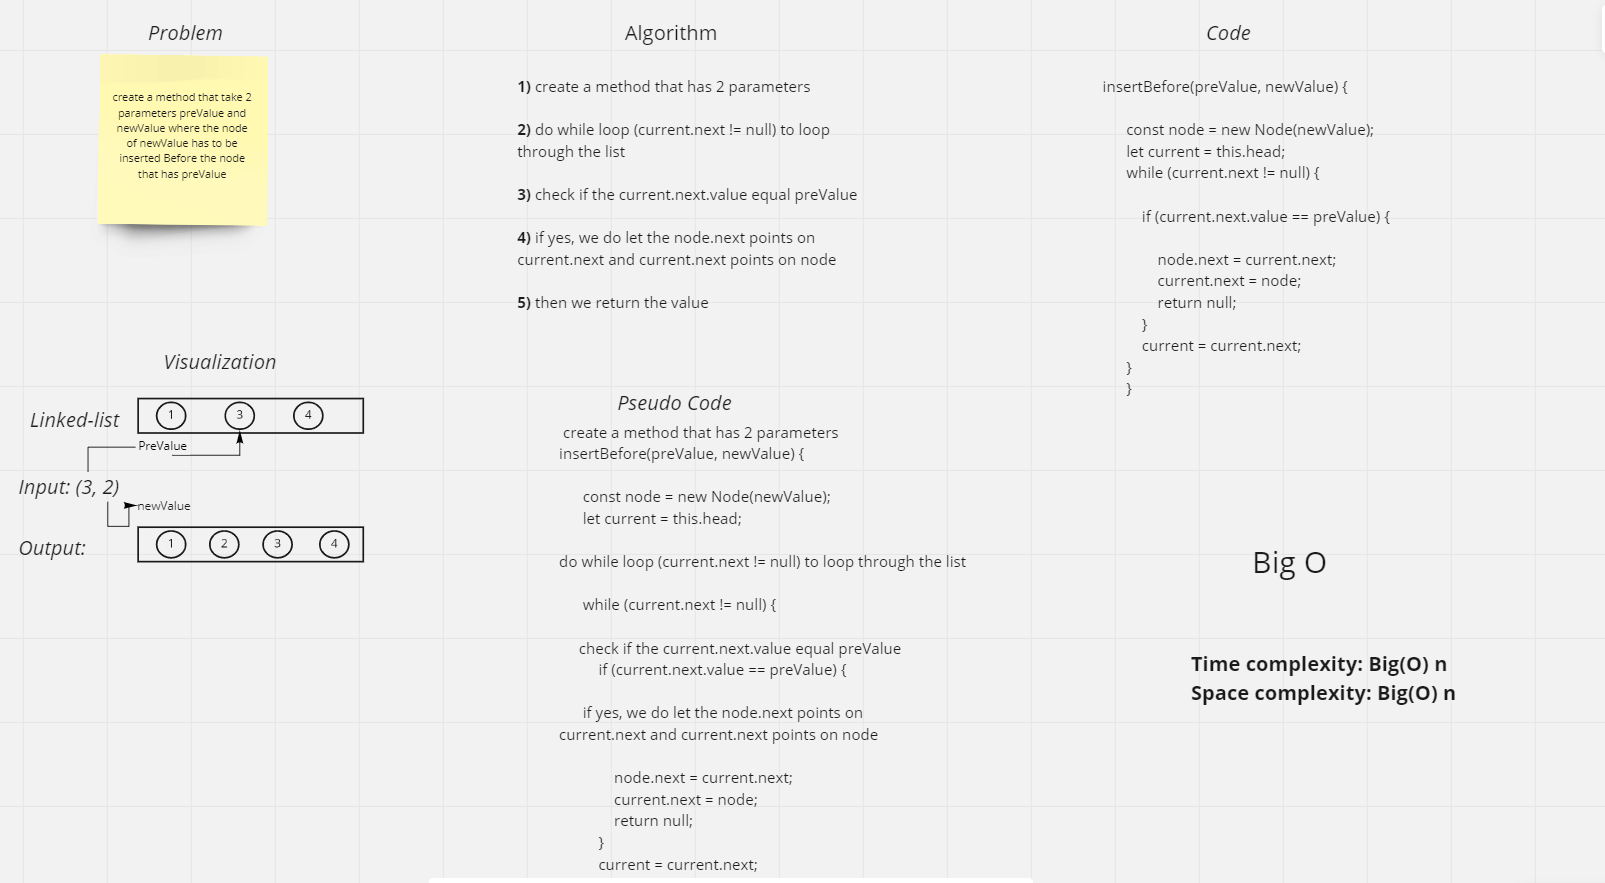 Problem
create a method that take 2
parameters preValue and
newValue where the node
of newValue has to be
inserted Before the node
that has preValue
Visualization
Linked-list
1 3 4
PreValue
Input: (3, 2)
newValue
Output:
1 2 3 4
Algorithm
1) create a method that has 2 parameters
2) do while loop (current.next != null) to loop
through the list
3) check if the current.next.value equal preValue
4) if yes, we do let the node.next points on
current.next and current.next points on node
5) then we return the value
Pseudo Code
create a method that has 2 parameters
insertBefore(preValue, newValue) {
const node = new Node(newValue);
let current = this.head;
do while loop (current.next != null) to loop through the list
while (current.next != null) {
check if the current.next.value equal preValue
if (current.next.value == preValue) {
if yes, we do let the node.next points on
current.next and current.next points on node
node.next = current.next;
current.next = node;
return null;
}
current = current.next;
Code
insertBefore(preValue, newValue) {
const node = new Node(newValue);
let current = this.head;
while (current.next != null) {
if (current.next.value == preValue) {
node.next = current.next;
current.next = node;
return null;
}
current = current.next;
}
}
Big O
Time complexity: Big(O) n
Space complexity: Big(O) n